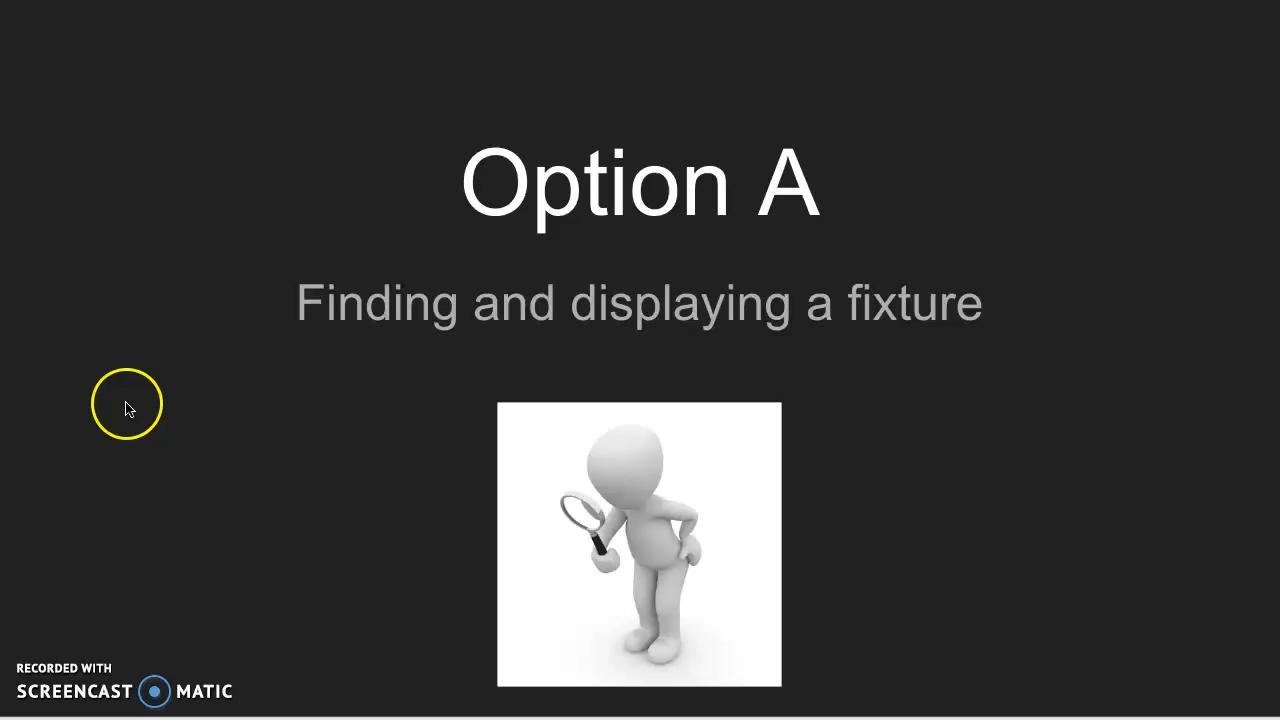 Option A
Finding and displaying a fixture
RECORDED WITH
SCREENCAST MATIC